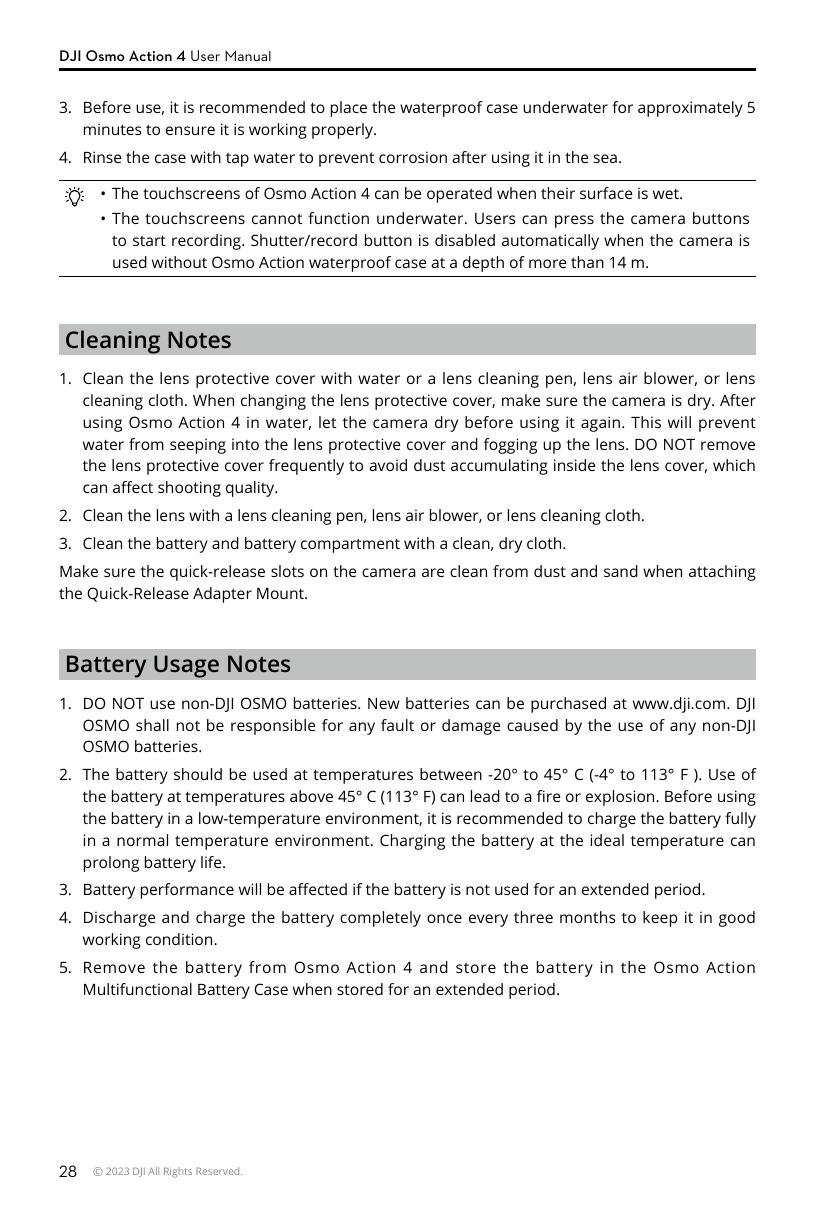 DJI Osmo Action 4 User Manual
3. Before use, it is recommended to place the waterproof case underwater for approximately 5
minutes to ensure it is working properly.
4. Rinse the case with tap water to prevent corrosion after using it in the sea.
• The touchscreens of Osmo Action 4 can be operated when their surface is wet.
• The touchscreens cannot function underwater. Users can press the camera buttons
to start recording. Shutter/record button is disabled automatically when the camera is
used without Osmo Action waterproof case at a depth of more than 14 m.
Cleaning Notes
1. Clean the lens protective cover with water or a lens cleaning pen, lens air blower, or lens
cleaning cloth. When changing the lens protective cover, make sure the camera is dry. After
using Osmo Action 4 in water, let the camera dry before using it again. This will prevent
water from seeping into the lens protective cover and fogging up the lens. DO NOT remove
the lens protective cover frequently to avoid dust accumulating inside the lens cover, which
can affect shooting quality.
2. Clean the lens with a lens cleaning pen, lens air blower, or lens cleaning cloth.
3. Clean the battery and battery compartment with a clean, dry cloth.
Make sure the quick-release slots on the camera are clean from dust and sand when attaching
the Quick-Release Adapter Mount.
Battery Usage Notes
1. DO NOT use non-DJI OSMO batteries. New batteries can be purchased at www.dji.com. DJI
OSMO shall not be responsible for any fault or damage caused by the use of any non-DJI
OSMO batteries.
2. The battery should be used at temperatures between -20° to 45° C (-4° to 113° F ). Use of
the battery at temperatures above 45° C (113° F) can lead to a fire or explosion. Before using
the battery in a low-temperature environment, it is recommended to charge the battery fully
in a normal temperature environment. Charging the battery at the ideal temperature can
prolong battery life.
3. Battery performance will be affected if the battery is not used for an extended period.
4. Discharge and charge the battery completely once every three months to keep it in good
working condition.
5. Remove the battery from Osmo Action 4 and store the battery in the Osmo Action
Multifunctional Battery Case when stored for an extended period.
28 © 2023 DJI All Rights Reserved.